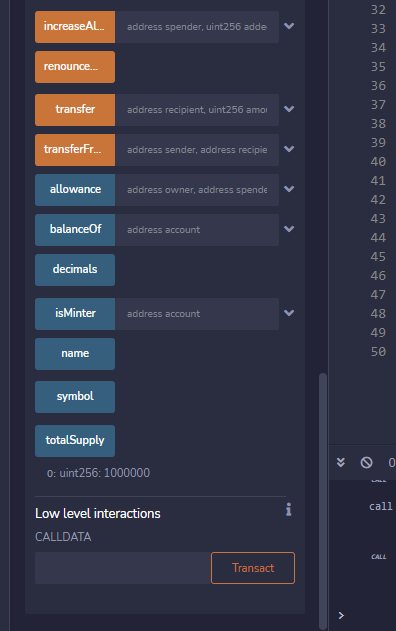 increaseAl... address spender, uint256 adde
renounce...
transfer address recipient, uint256 amou
transferFr... address sender, address recipie
allowance address owner, address spende
balanceOf address account
decimals
isMinter address account
name
symbol
totalSupply
0: uint256: 1000000
Low level interactions
CALLDATA
Transact
32
33
34
35
36
37
38
39
40
41
42
43
44
45
46
47
48
49
50
0
CALL
call
CALL
>